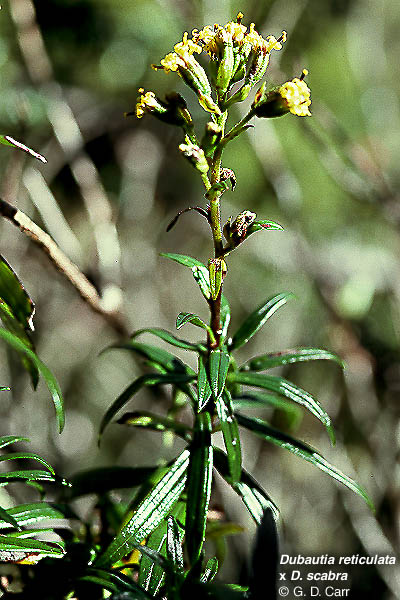 Dubautia reticulata
x D. scabra
© G. D. Carr